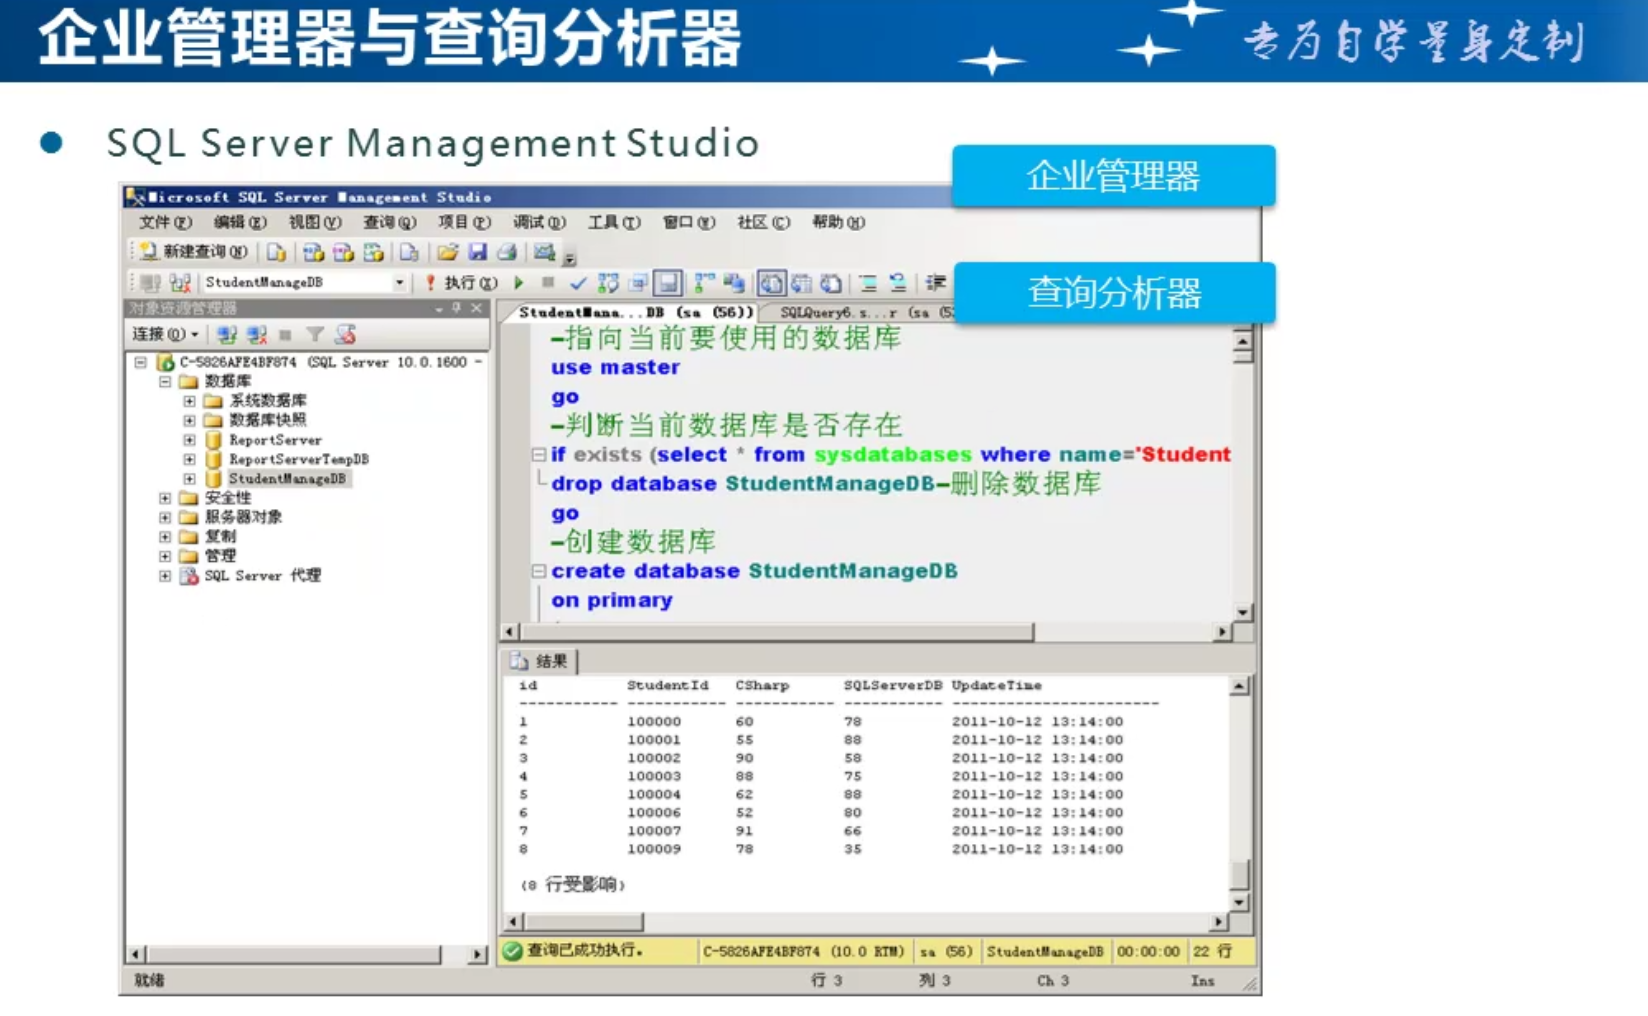 企业管理器与查询分析器
专为自学量身定制
SQL Server Management Studio
企业管理器
查询分析器
Microsoft SQL Server Management Studio
文件(F) 编辑(E) 视图(V) 查询(Q) 项目(P) 调试(D) 工具(T) 窗口(W) 社区(C) 帮助(H)
新建查询(N)
StudentManageDB 执行(X)
对象资源管理器
连接(O)
C-5826AFE4BF874 (SQL Server 10.0.1600 -
数据库
系统数据库
数据库快照
ReportServer
ReportServerTempDB
StudentManageDB
安全性
服务器对象
复制
管理
SQL Server 代理
StudentMana...DB (sa (56)) SQLQuery6.s...r (sa (5
–指向当前要使用的数据库
use master
go
–判断当前数据库是否存在
if exists (select * from sysdatabases where name='Student
drop database StudentManageDB–删除数据库
go
–创建数据库
create database StudentManageDB
on primary
结果
id StudentId CSharp SQLServerDB UpdateTime
----------- ----------- ----------- ----------- -----------------------
1 100000 60 78 2011-10-12 13:14:00
2 100001 55 88 2011-10-12 13:14:00
3 100002 90 58 2011-10-12 13:14:00
4 100003 88 75 2011-10-12 13:14:00
5 100004 62 88 2011-10-12 13:14:00
6 100006 52 80 2011-10-12 13:14:00
7 100007 91 66 2011-10-12 13:14:00
8 100009 78 35 2011-10-12 13:14:00
(8 行受影响)
查询已成功执行。 C-5826AFE4BF874 (10.0 RTM) sa (56) StudentManageDB 00:00:00 22 行
就绪 行 3 列 3 Ch 3 Ins